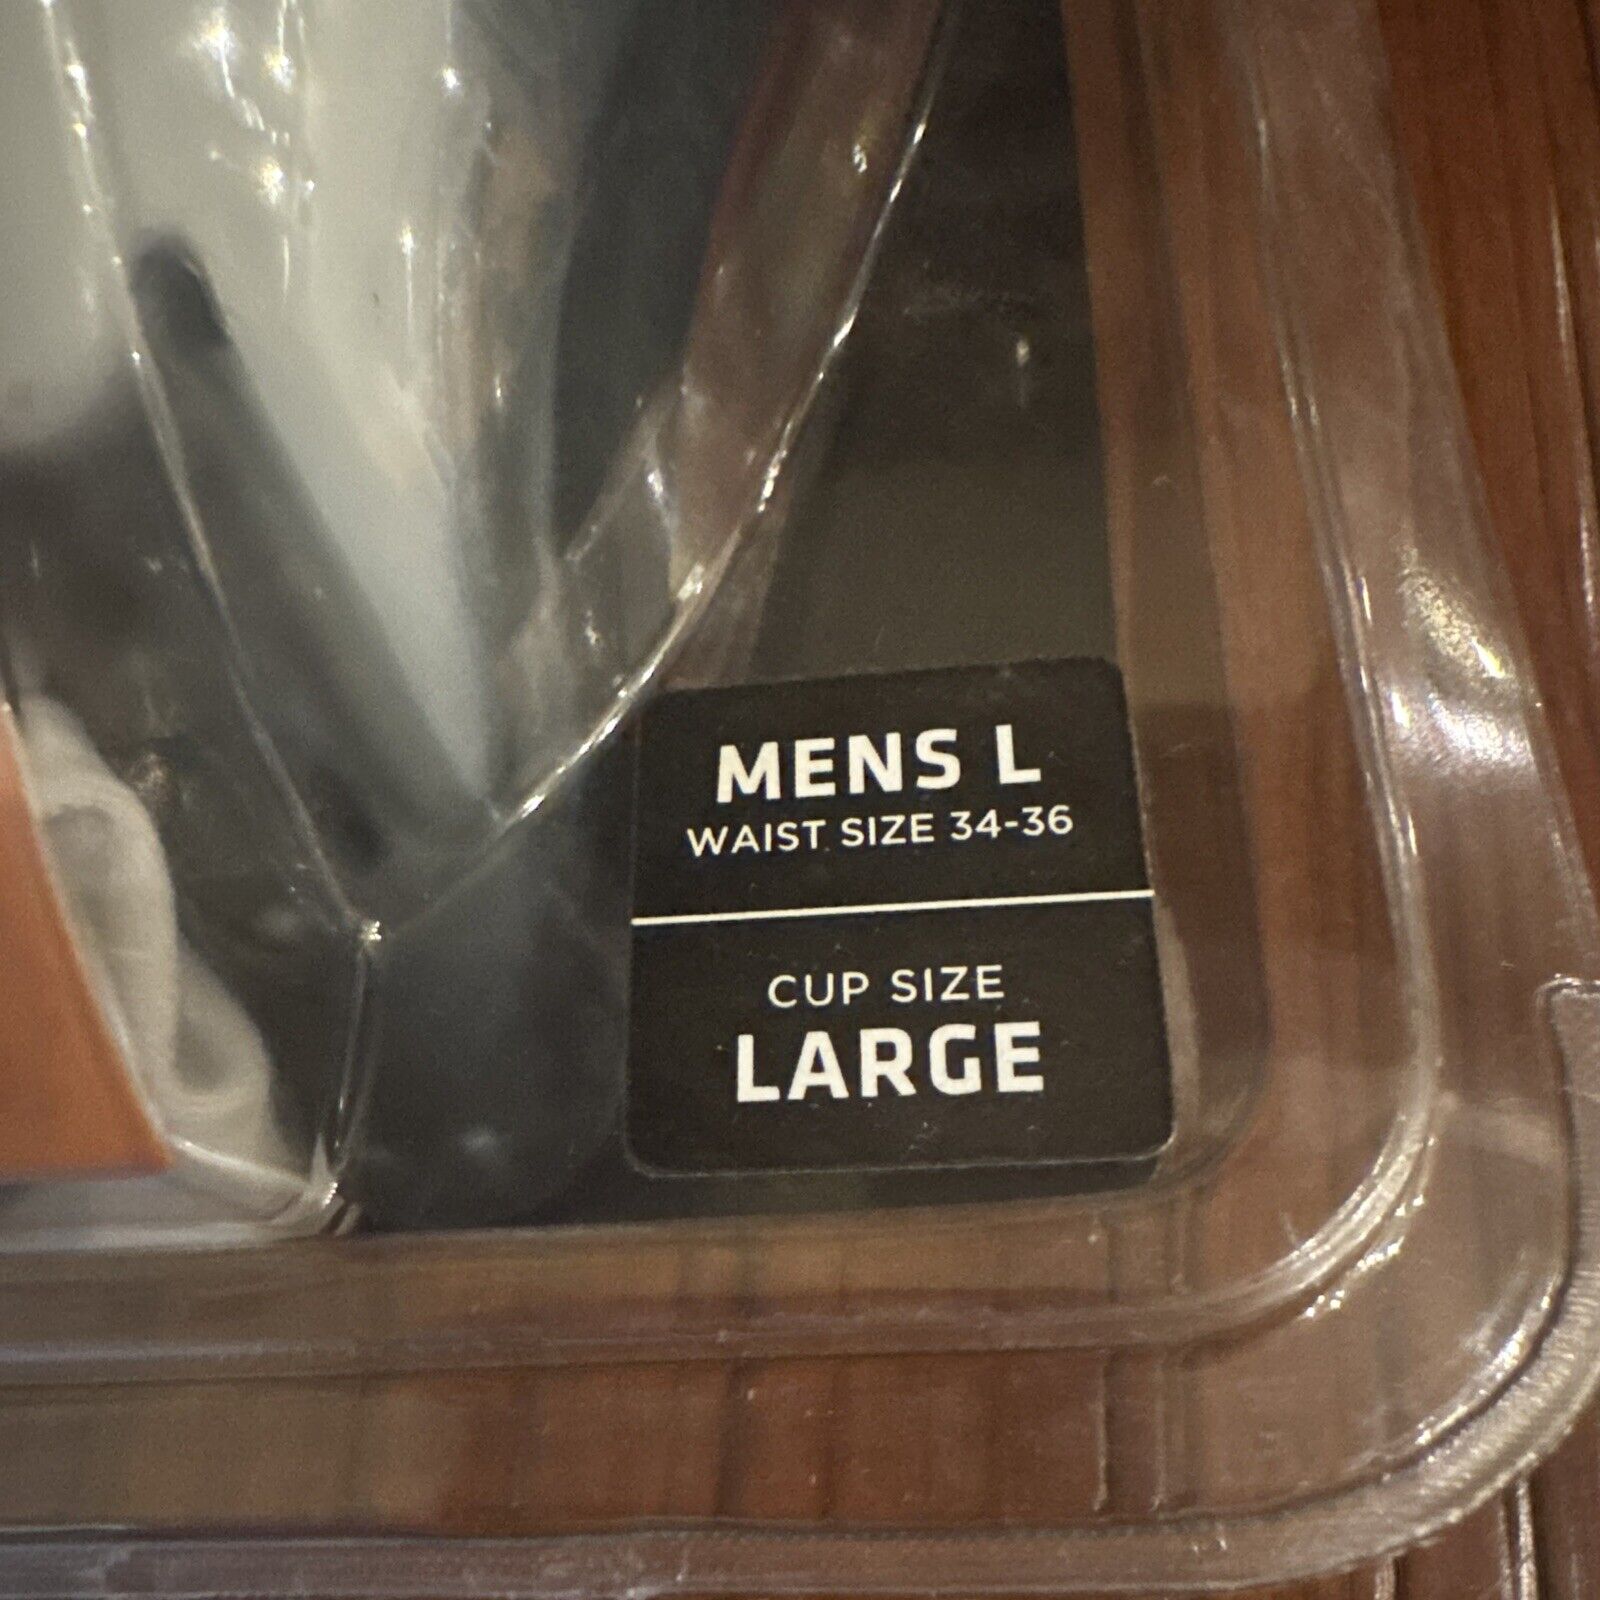 MENS L
WAIST SIZE 34-36
CUP SIZE
LARGE